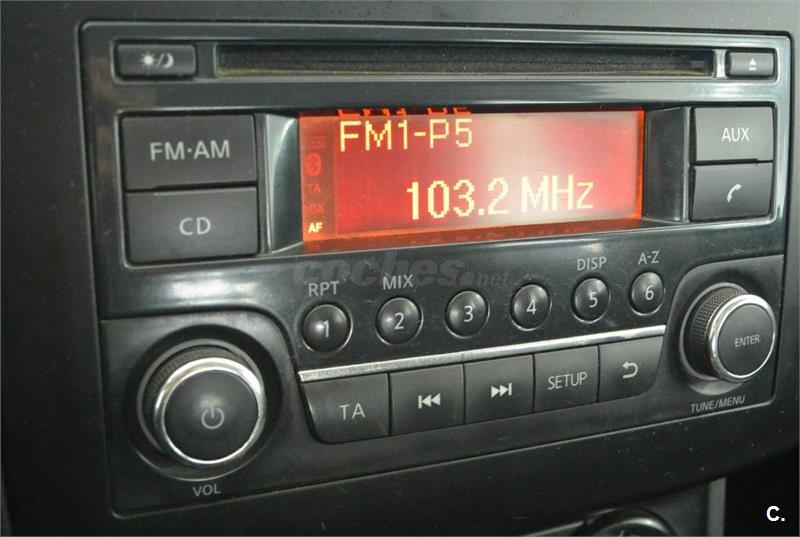 FM·AM
CD
FM1-P5
103.2 MHz
TA
MIX
AF
AUX
coches.net
RPT
MIX
DISP
A-Z
1
2
3
4
5
6
ENTER
TA
SETUP
VOL
TUNE/MENU
C.